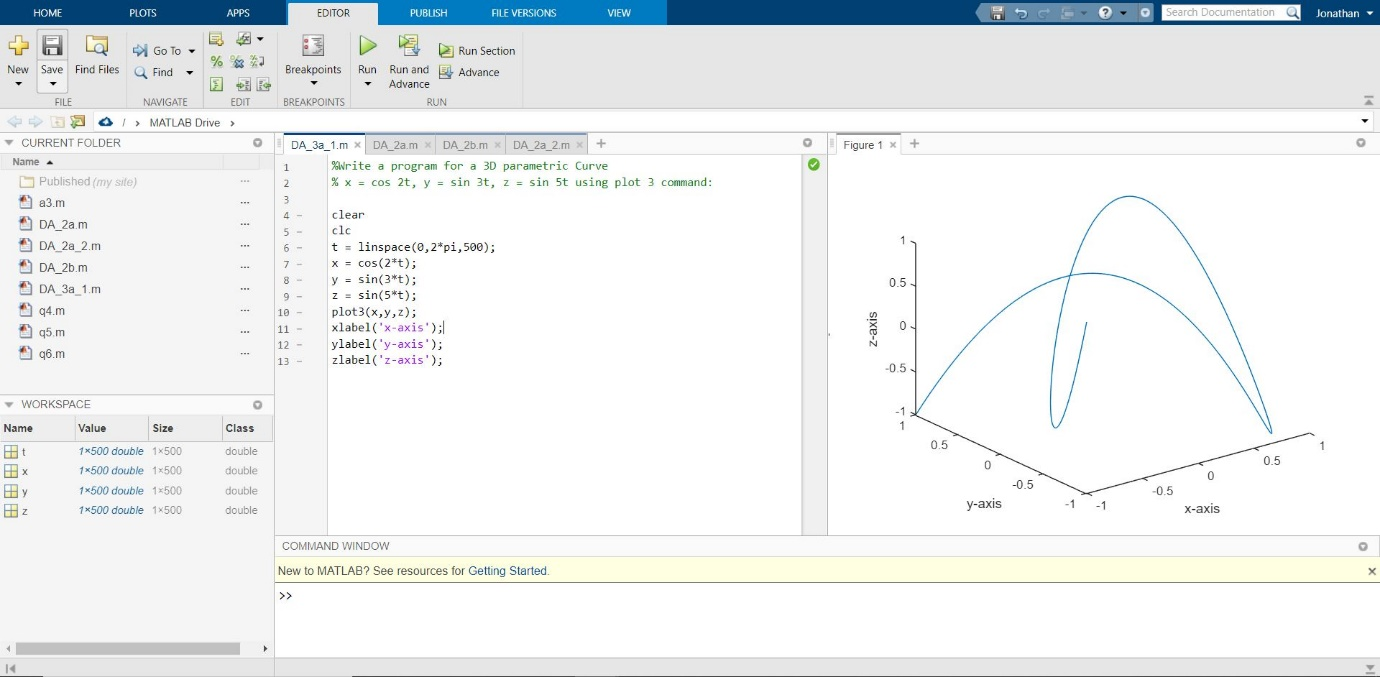 HOME PLOTS APPS EDITOR PUBLISH FILE VERSIONS VIEW Search Documentation Jonathan
New Save Find Files Go To Find Breakpoints Run Run and Advance Run Section Advance
FILE NAVIGATE EDIT BREAKPOINTS RUN
/ > MATLAB Drive >
CURRENT FOLDER
Name
Published (my site)
a3.m
DA_2a.m
DA_2a_2.m
DA_2b.m
DA_3a_1.m
q4.m
q5.m
q6.m
WORKSPACE
Name Value Size Class
t 1×500 double 1×500 double
x 1×500 double 1×500 double
y 1×500 double 1×500 double
z 1×500 double 1×500 double
DA_3a_1.m × DA_2a.m × DA_2b.m × DA_2a_2.m × +
1 %Write a program for a 3D parametric Curve
2 % x = cos 2t, y = sin 3t, z = sin 5t using plot 3 command:
3
4 − clear
5 − clc
6 − t = linspace(0,2*pi,500);
7 − x = cos(2*t);
8 − y = sin(3*t);
9 − z = sin(5*t);
10 − plot3(x,y,z);
11 − xlabel('x-axis');
12 − ylabel('y-axis');
13 − zlabel('z-axis');
Figure 1 × +
1
0.5
0
-0.5
-1
z-axis
1
0.5
0
-0.5
-1
y-axis
-1
-0.5
0
0.5
1
x-axis
COMMAND WINDOW
New to MATLAB? See resources for Getting Started. ×
>>